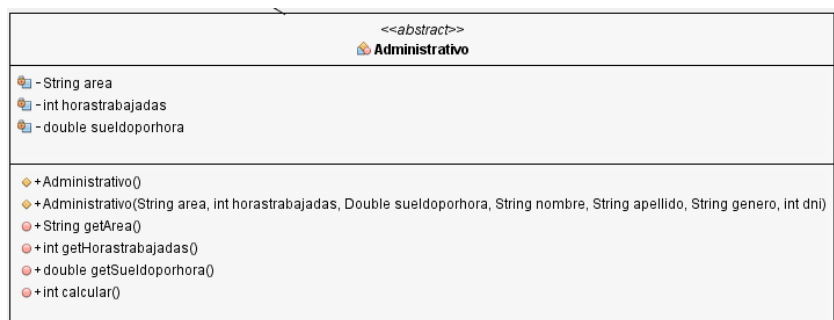 <<abstract>>
Administrativo
- String area
- int horastrabajadas
- double sueldoporhora
+Administrativo()
+Administrativo(String area, int horastrabajadas, Double sueldoporhora, String nombre, String apellido, String genero, int dni)
+String getArea()
+int getHorastrabajadas()
+double getSueldoporhora()
+int calcular()